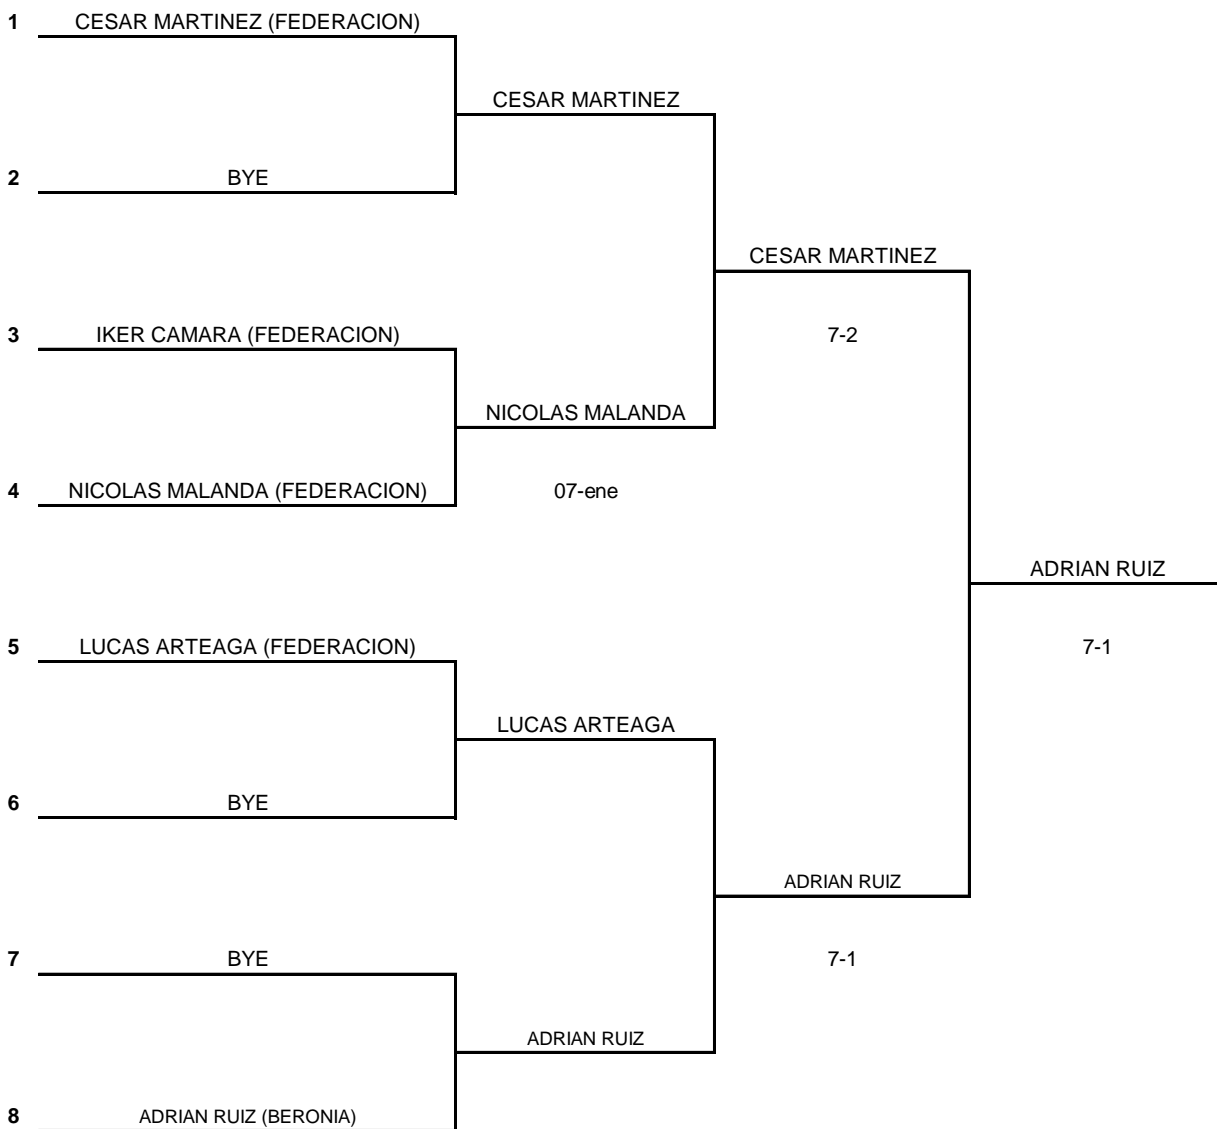 1 CESAR MARTINEZ (FEDERACION)
CESAR MARTINEZ
2 BYE
CESAR MARTINEZ
3 IKER CAMARA (FEDERACION) 7-2
NICOLAS MALANDA
4 NICOLAS MALANDA (FEDERACION) 07-ene
ADRIAN RUIZ
5 LUCAS ARTEAGA (FEDERACION) 7-1
LUCAS ARTEAGA
6 BYE
ADRIAN RUIZ
7 BYE 7-1
ADRIAN RUIZ
8 ADRIAN RUIZ (BERONIA)